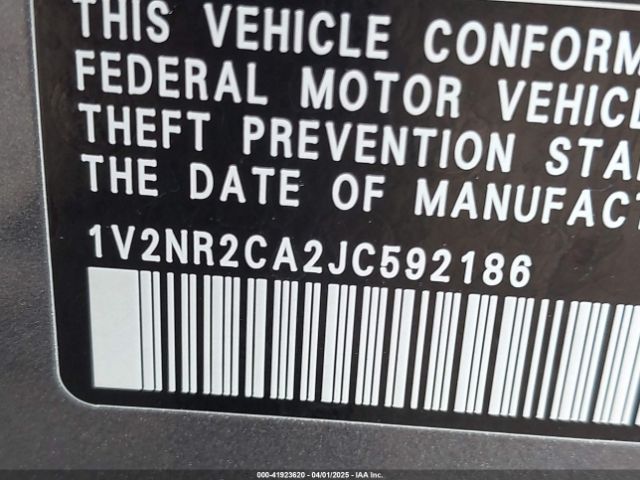 THIS VEHICLE CONFORM
FEDERAL MOTOR VEHICL
THEFT PREVENTION STA
THE DATE OF MANUFACT
1V2NR2CA2JC592186
000-41923620 - 04/01/2025 - IAA Inc.